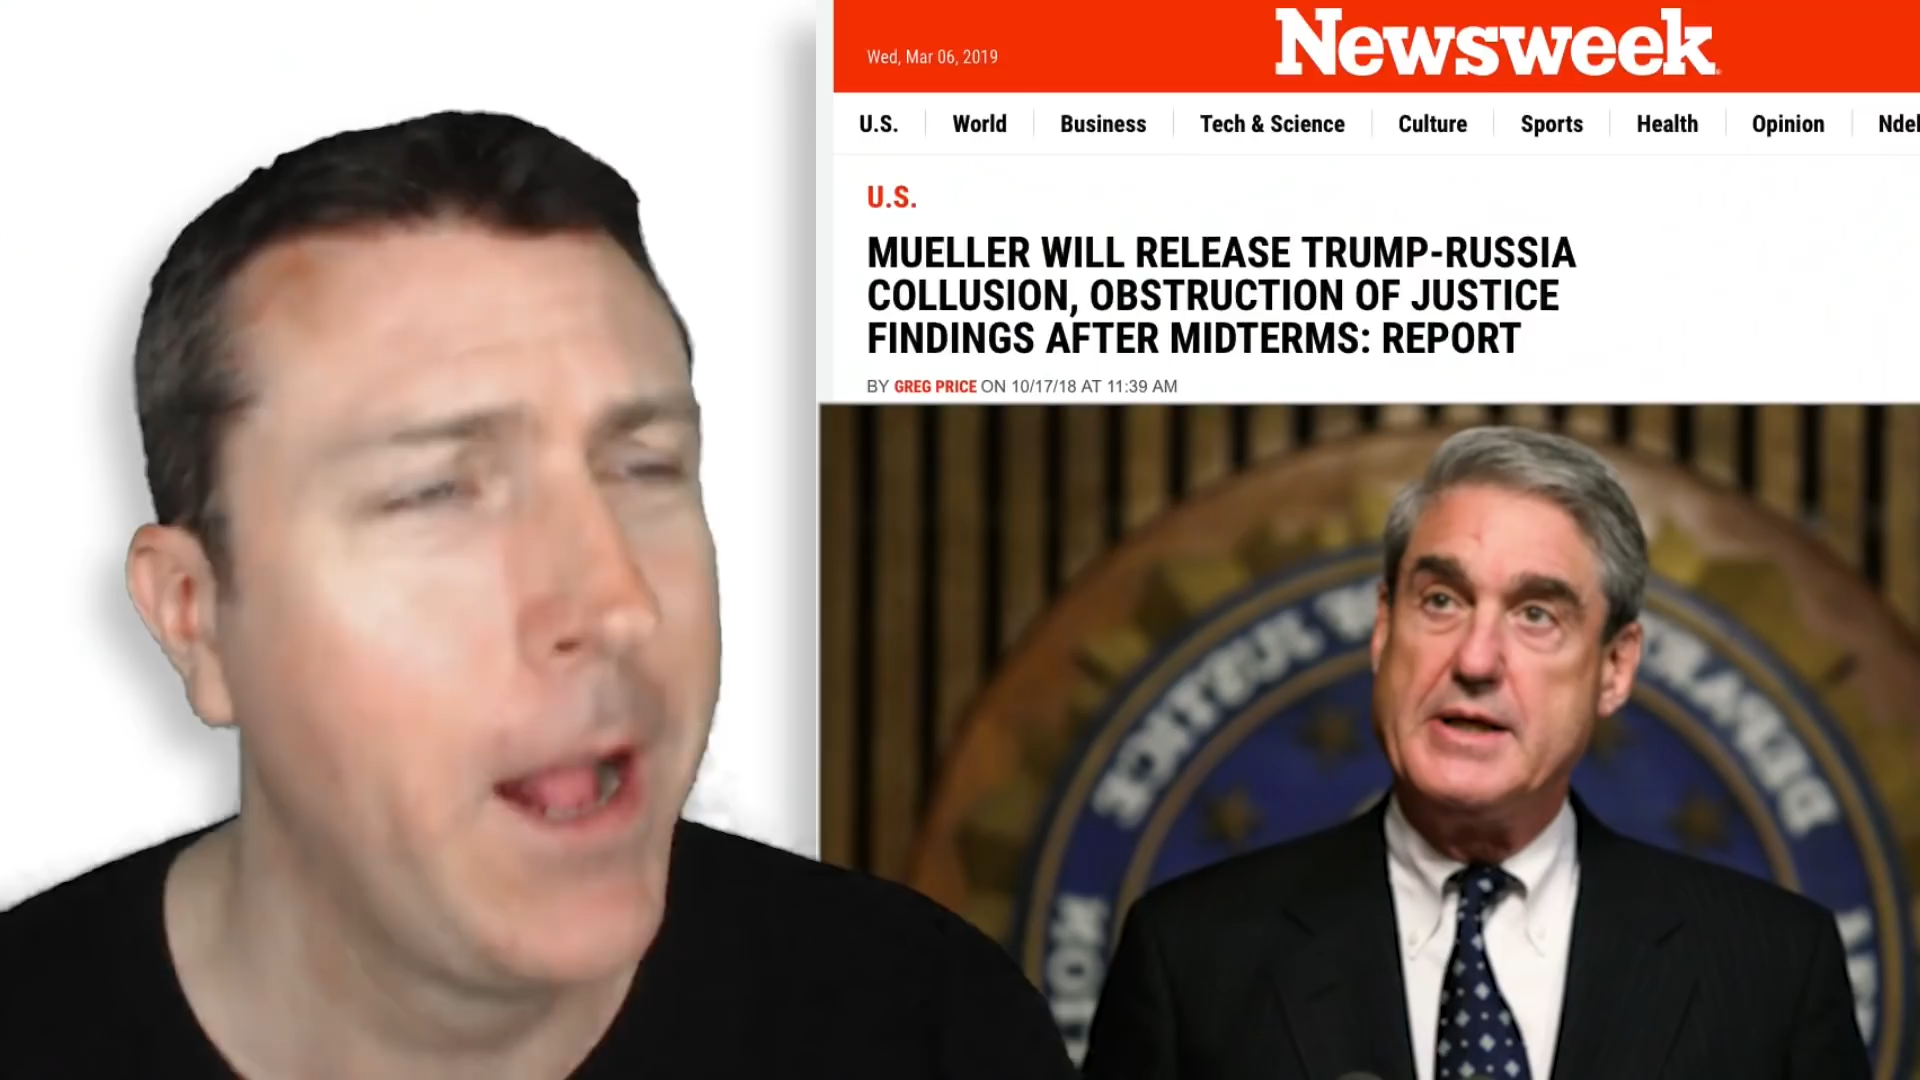 Wed, Mar 06, 2019
Newsweek
U.S. World Business Tech & Science Culture Sports Health Opinion
U.S.
MUELLER WILL RELEASE TRUMP-RUSSIA
COLLUSION, OBSTRUCTION OF JUSTICE
FINDINGS AFTER MIDTERMS: REPORT
BY GREG PRICE ON 10/17/18 AT 11:39 AM
JUSTICE